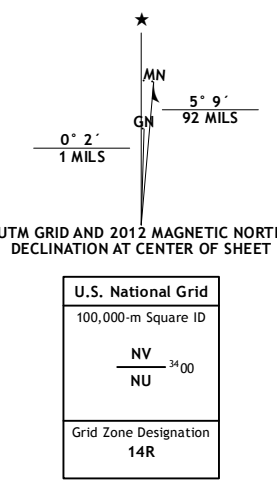 MN
5° 9´
92 MILS
GN
0° 2´
1 MILS
UTM GRID AND 2012 MAGNETIC NORTH
DECLINATION AT CENTER OF SHEET
U.S. National Grid
100,000-m Square ID
NV
3400
NU
Grid Zone Designation
14R